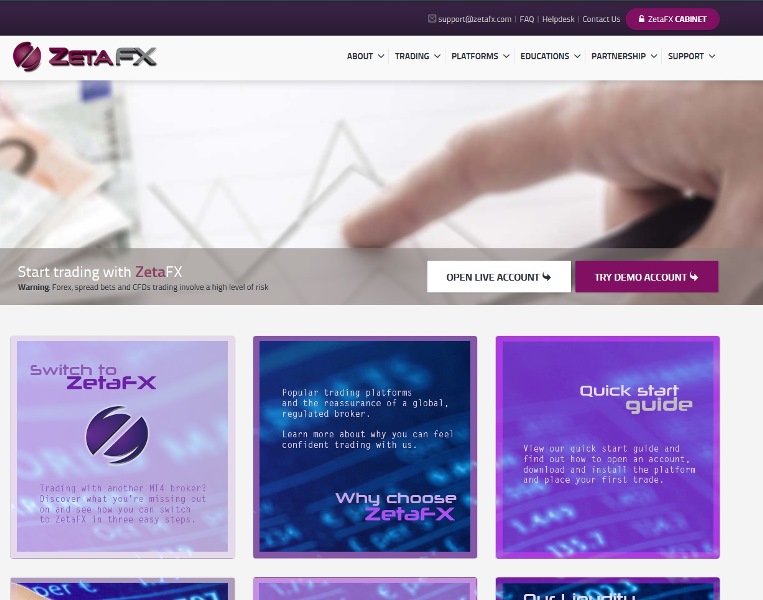 support@zetafx.com | FAQ | Helpdesk | Contact Us ZetaFX CABINET
ZETAFX ABOUT TRADING PLATFORMS EDUCATIONS PARTNERSHIP SUPPORT
Start trading with ZetaFX
Warning: Forex, spread bets and CFDs trading involve a high level of risk
OPEN LIVE ACCOUNT TRY DEMO ACCOUNT
Switch to
ZetaFX
Trading with another MT4 broker?
Discover what you're missing out
on and see how you can switch
to ZetaFX in three easy steps.
Popular trading platforms
and the reassurance of a global,
regulated broker.
Learn more about why you can feel
confident trading with us.
Why choose
ZetaFX
Quick start
guide
View our quick start guide and
find out how to open an account,
download and install the platform
and place your first trade.
Our Liquidity